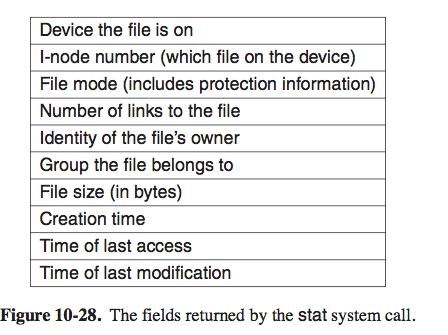 Device the file is on
I-node number (which file on the device)
File mode (includes protection information)
Number of links to the file
Identity of the file's owner
Group the file belongs to
File size (in bytes)
Creation time
Time of last access
Time of last modification
Figure 10-28. The fields returned by the stat system call.